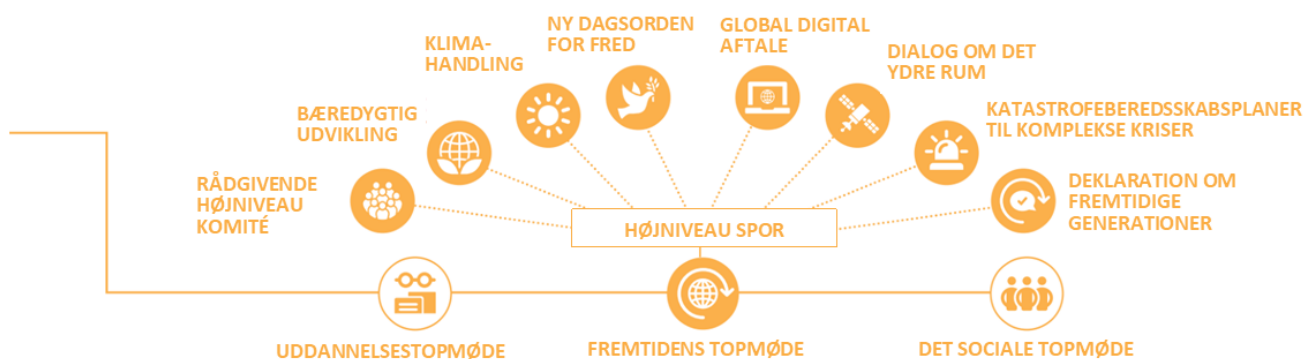 RÅDGIVENDE
HØJNIVEAU
KOMITÉ
BÆREDYGTIG
UDVIKLING
KLIMA-
HANDLING
NY DAGSORDEN
FOR FRED
GLOBAL DIGITAL
AFTALE
DIALOG OM DET
YDRE RUM
KATASTROFEBEREDSSKABSPLANER
TIL KOMPLEKSE KRISER
DEKLARATION OM
FREMTIDIGE
GENERATIONER
HØJNIVEAU SPOR
UDDANNELSESTOPMØDE
FREMTIDENS TOPMØDE
DET SOCIALE TOPMØDE